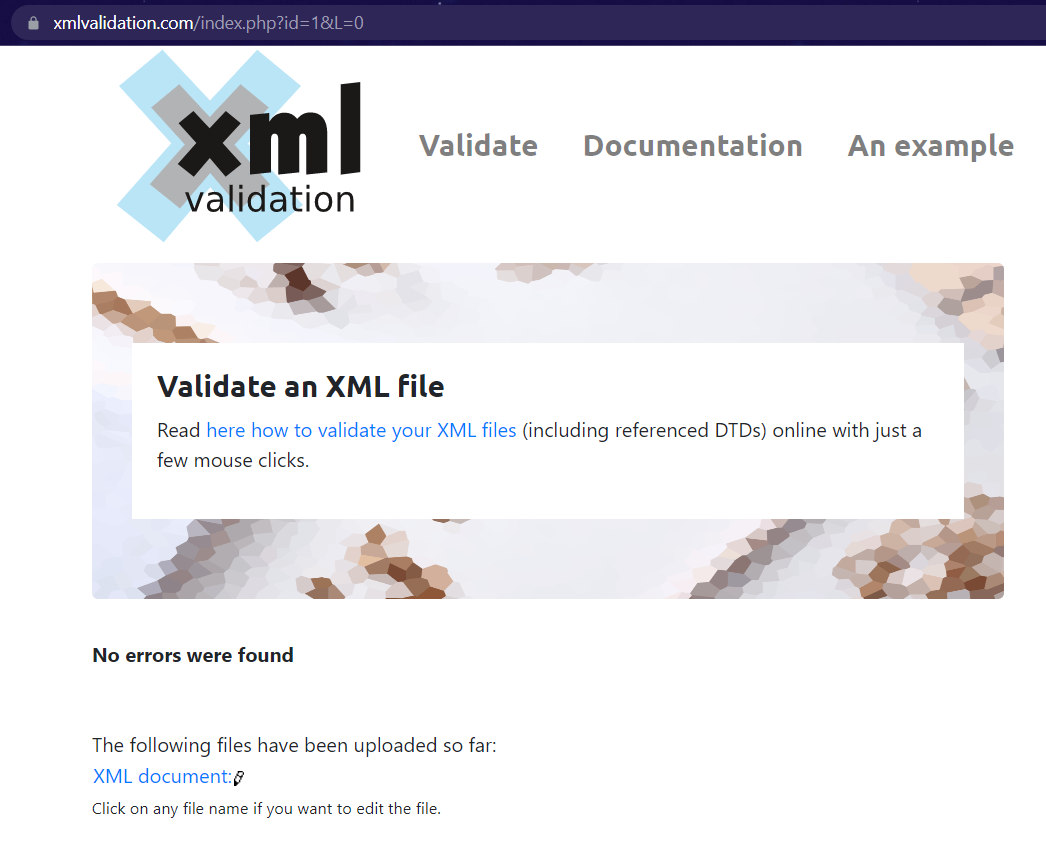 xmlvalidation.com/index.php?id=1&L=0
xml
validation
Validate Documentation An example
Validate an XML file
Read here how to validate your XML files (including referenced DTDs) online with just a
few mouse clicks.
No errors were found
The following files have been uploaded so far:
XML document:
Click on any file name if you want to edit the file.